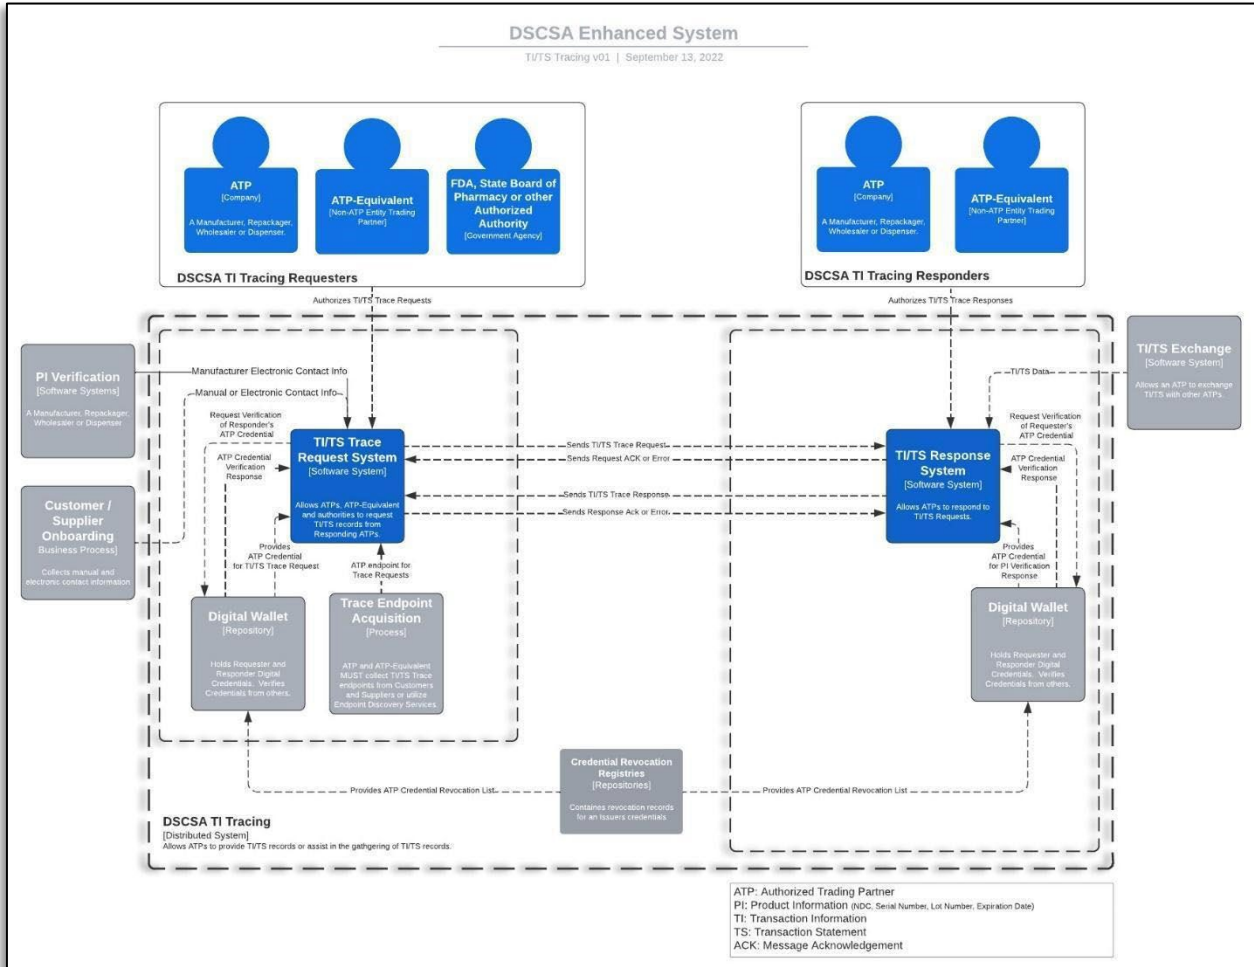 DSCSA Enhanced System
TI/TS Tracing v01 | September 13, 2022
ATP
[Company]
A Manufacturer, Repackager,
Wholesaler or Dispenser.
ATP-Equivalent
[Non-ATP Entity Trading
Partner]
FDA, State Board of
Pharmacy or other
Authorized
Authority
[Government Agency]
DSCSA TI Tracing Requesters
ATP
[Company]
A Manufacturer, Repackager,
Wholesaler or Dispenser.
ATP-Equivalent
[Non-ATP Entity Trading
Partner]
DSCSA TI Tracing Responders
Authorizes TI/TS Trace Requests
Authorizes TI/TS Trace Responses
PI Verification
[Software Systems]
A Manufacturer, Repackager,
Wholesaler or Dispenser
Manufacturer Electronic Contact Info
Manual or Electronic Contact Info
Customer /
Supplier
Onboarding
Business Process]
Collects manual and
electronic contact information
Request Verification
of Responder's
ATP Credential
ATP Credential
Verification
Response
TI/TS Trace
Request System
[Software System]
Allows ATPs, ATP-Equivalent
and authorities to request
TI/TS records from
Responding ATPs.
Provides
ATP Credential
for TI/TS Trace Request
ATP endpoint for
Trace Requests
Digital Wallet
[Repository]
Holds Requester and
Responder Digital
Credentials. Verifies
Credentials from others.
Trace Endpoint
Acquisition
[Process]
ATP and ATP-Equivalent
MUST collect TI/TS Trace
endpoints from Customers
and Suppliers or utilize
Endpoint Discovery Services.
Sends TI/TS Trace Request
Sends Request ACK or Error
Sends TI/TS Trace Response
Sends Response Ack or Error
TI/TS Exchange
[Software System]
Allows an ATP to exchange
TI/TS with other ATPs.
TI/TS Data
Request Verification
of Requester's
ATP Credential
ATP Credential
Verification
Response
TI/TS Response
System
[Software System]
Allows ATPs to respond to
TI/TS Requests.
Provides
ATP Credential
for PI Verification
Response
Digital Wallet
[Repository]
Holds Requester and
Responder Digital
Credentials. Verifies
Credentials from others.
Credential Revocation
Registries
[Repositories]
Containes revocation records
for an Issuers credentials
Provides ATP Credential Revocation List
Provides ATP Credential Revocation List
DSCSA TI Tracing
[Distributed System]
Allows ATPs to provide TI/TS records or assist in the gathgering of TI/TS records.
ATP: Authorized Trading Partner
PI: Product Information (NDC, Serial Number, Lot Number, Expiration Date)
TI: Transaction Information
TS: Transaction Statement
ACK: Message Acknowledgement